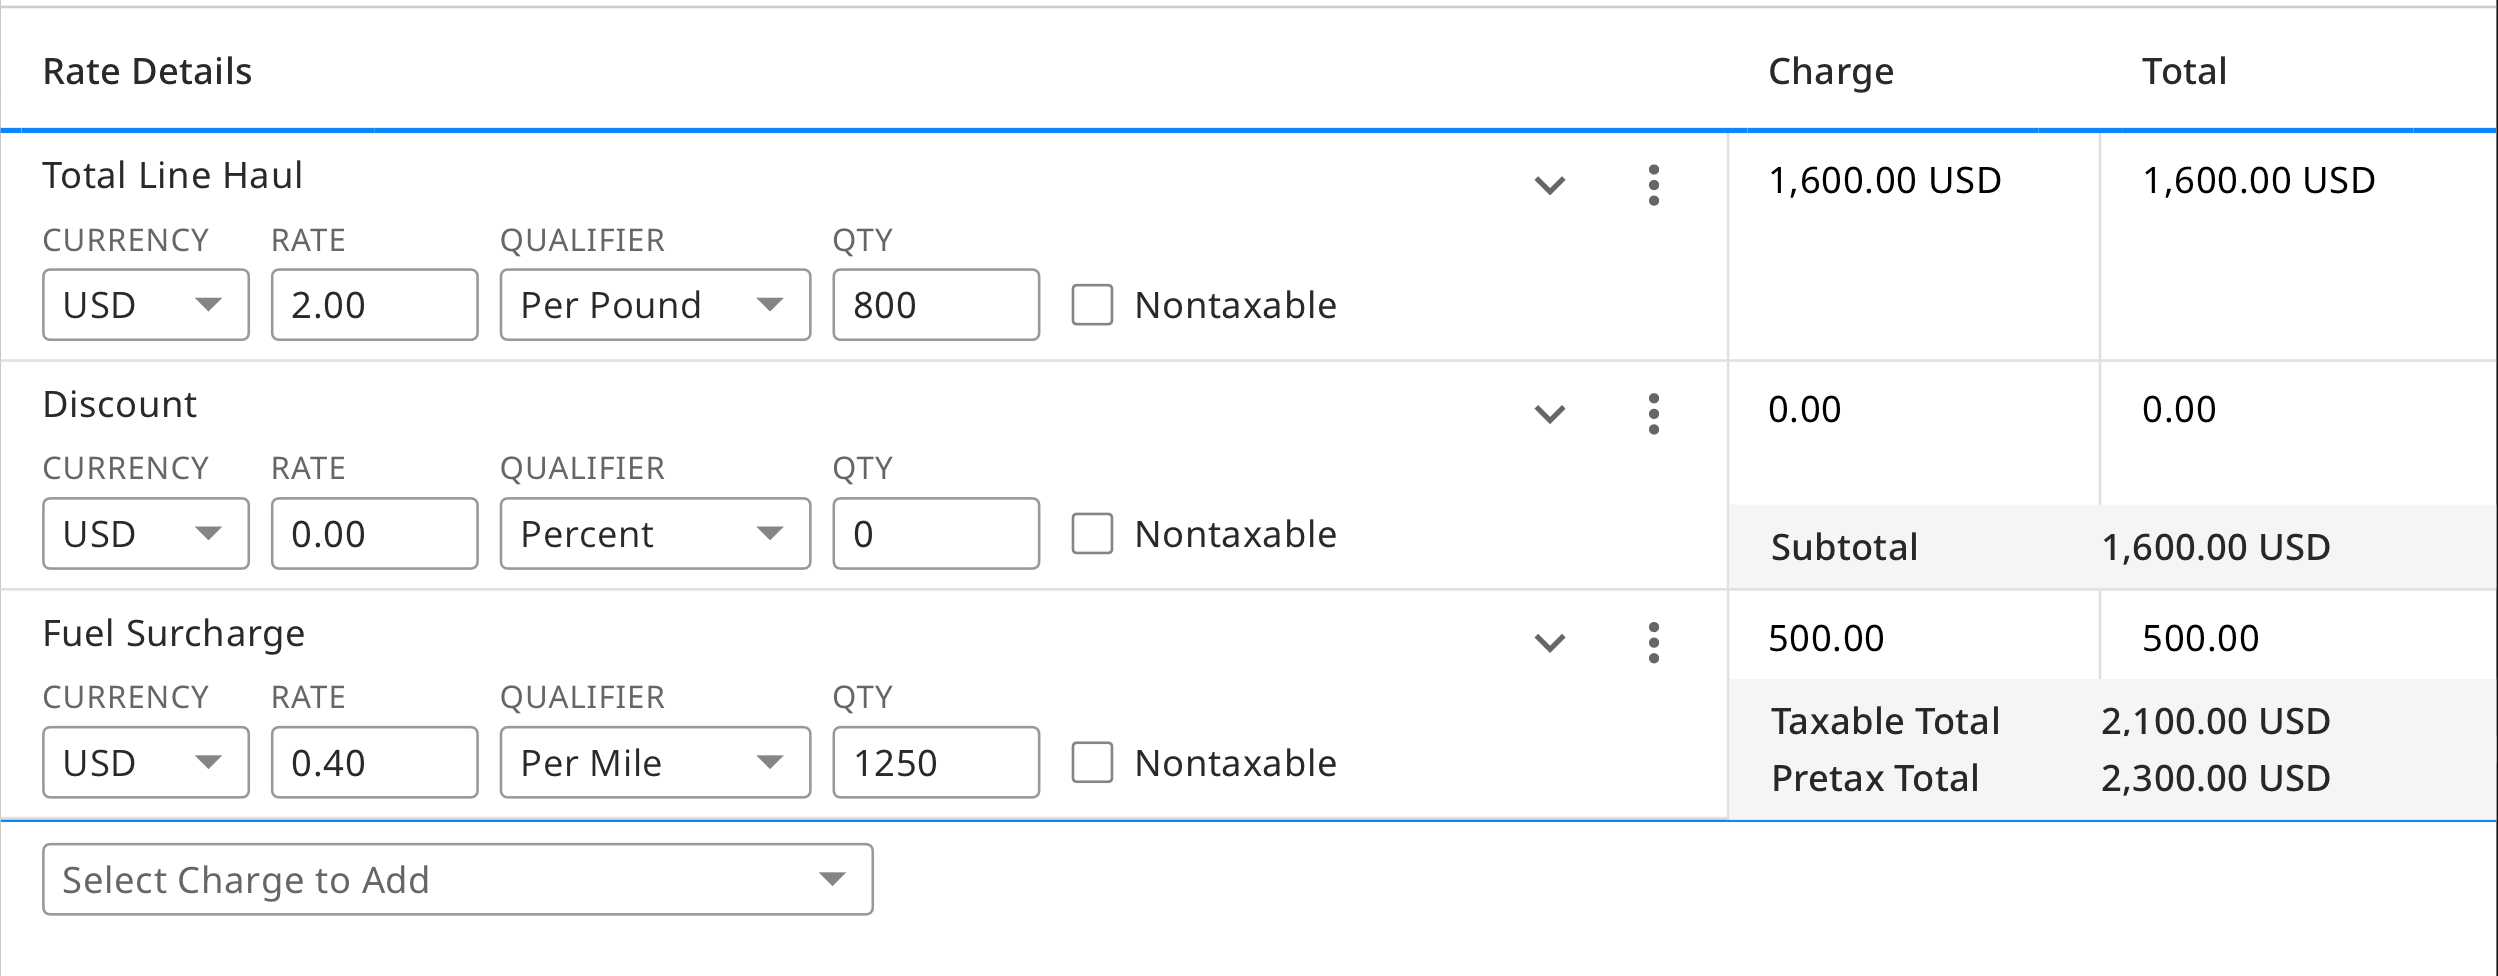 Rate Details Charge Total
Total Line Haul 1,600.00 USD 1,600.00 USD
CURRENCY RATE QUALIFIER QTY
USD 2.00 Per Pound 800 Nontaxable
Discount 0.00 0.00
CURRENCY RATE QUALIFIER QTY
USD 0.00 Percent 0 Nontaxable
Subtotal 1,600.00 USD
Fuel Surcharge 500.00 500.00
CURRENCY RATE QUALIFIER QTY
USD 0.40 Per Mile 1250 Nontaxable
Taxable Total 2,100.00 USD
Pretax Total 2,300.00 USD
Select Charge to Add